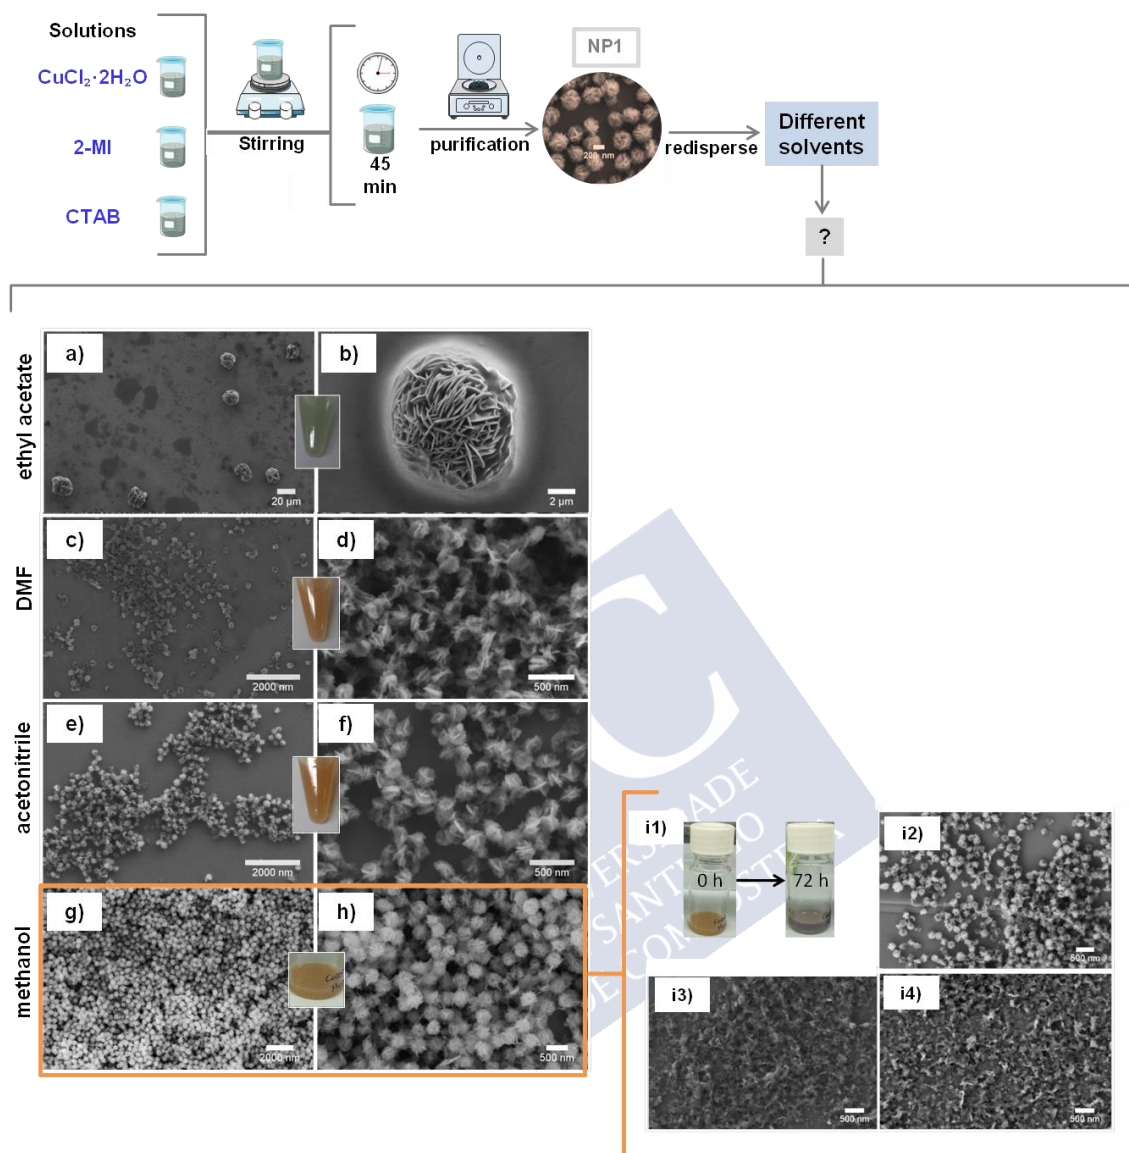 Solutions
CuCl₂·2H₂O
2-MI
CTAB
Stirring
45
min
purification
NP1
200 nm
redisperse
Different
solvents
?
ethyl acetate
a)
20 µm
b)
2 µm
DMF
c)
2000 nm
d)
500 nm
acetonitrile
e)
2000 nm
f)
500 nm
methanol
g)
2000 nm
h)
500 nm
i1)
0 h
72 h
i2)
500 nm
i3)
500 nm
i4)
500 nm